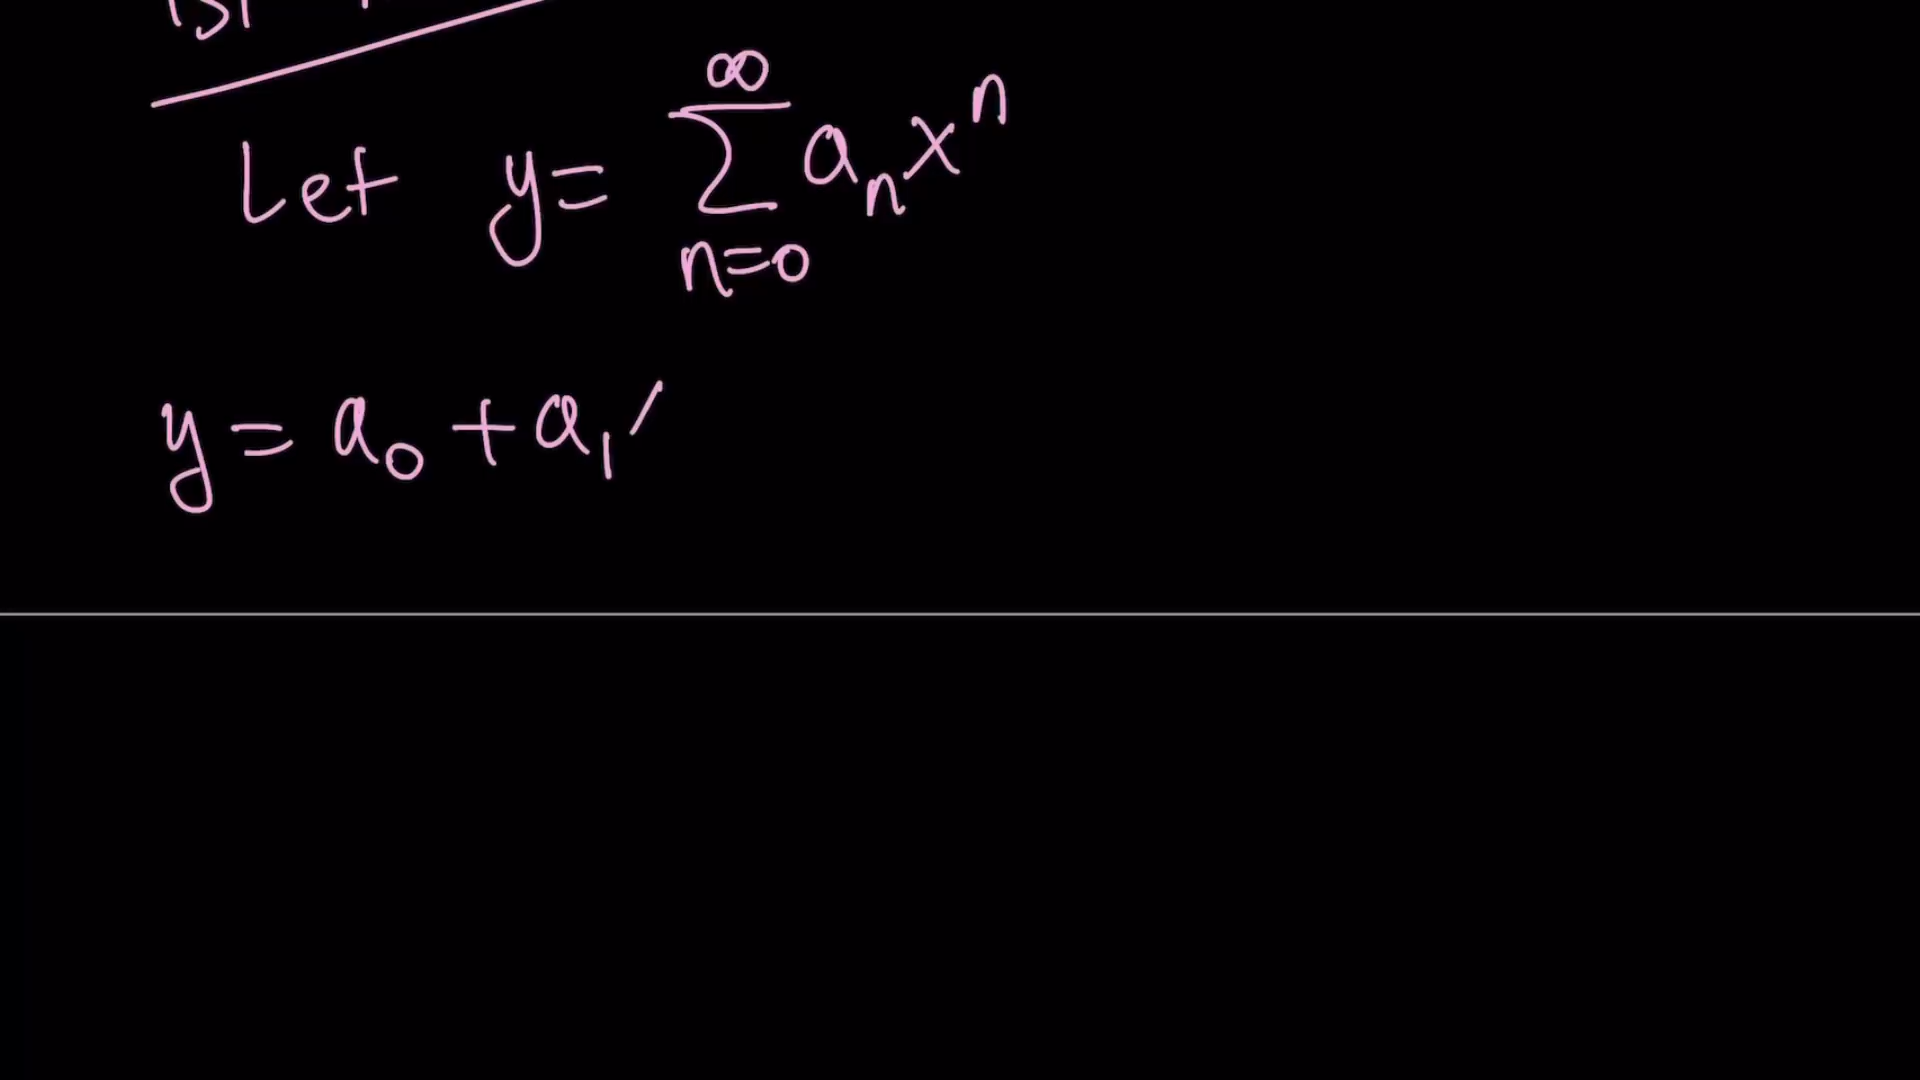 Let y = ∑_{n=0}^{∞} a_n x^n
y = a_0 + a_1